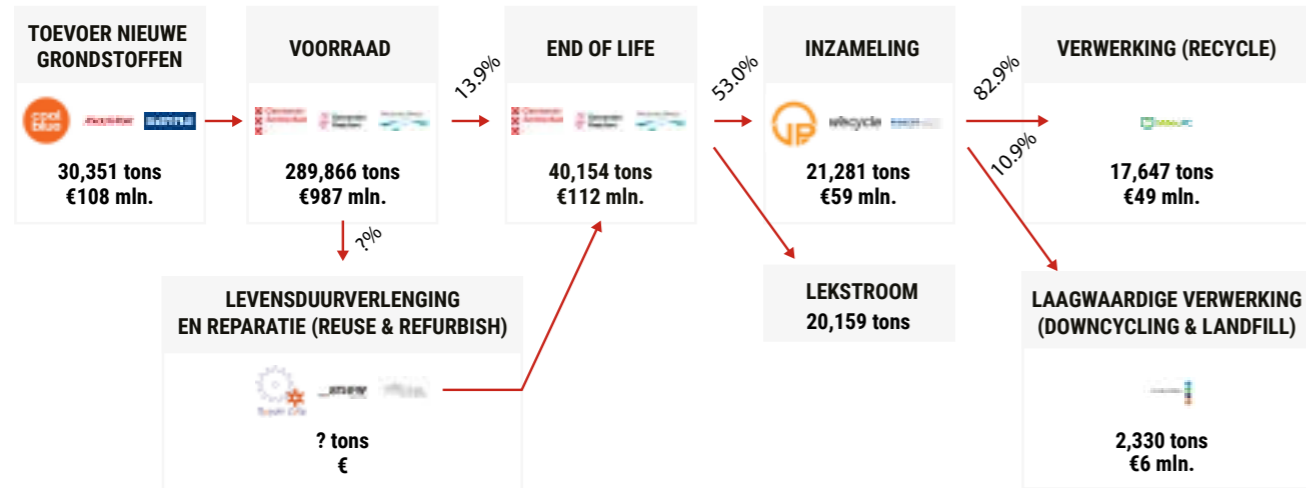 TOEVOER NIEUWE
GRONDSTOFFEN
cool
blue
30,351 tons
€108 mln.
VOORRAAD
289,866 tons
€987 mln.
13.9%
END OF LIFE
40,154 tons
€112 mln.
53.0%
INZAMELING
wecycle
21,281 tons
€59 mln.
82.9%
10.9%
VERWERKING (RECYCLE)
17,647 tons
€49 mln.
?%
LEVENSDUURVERLENGING
EN REPARATIE (REUSE & REFURBISH)
? tons
€
LEKSTROOM
20,159 tons
LAAGWAARDIGE VERWERKING
(DOWNCYCLING & LANDFILL)
2,330 tons
€6 mln.